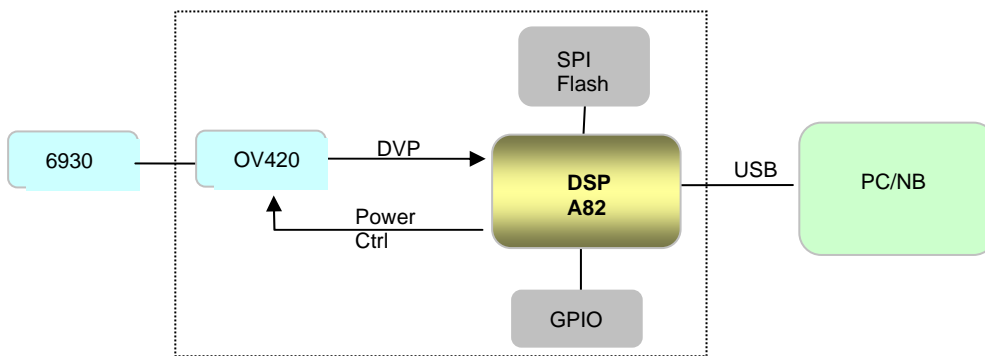 SPI
Flash
6930
OV420
DVP
DSP
A82
USB
PC/NB
Power
Ctrl
GPIO